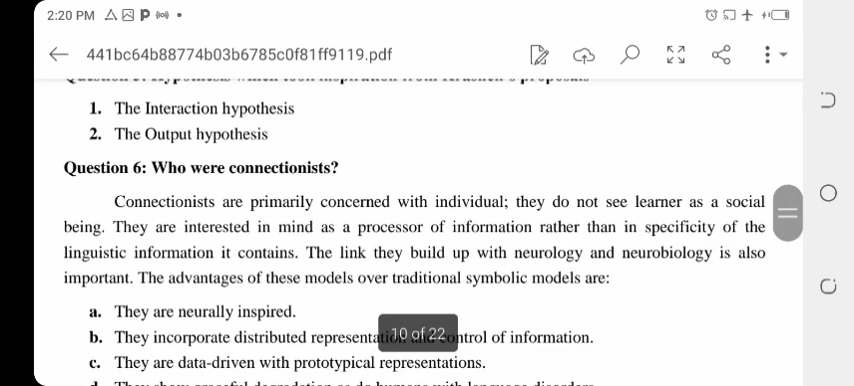 2:20 PM
441bc64b88774b03b6785c0f81ff9119.pdf
1. The Interaction hypothesis
2. The Output hypothesis
Question 6: Who were connectionists?
Connectionists are primarily concerned with individual; they do not see learner as a social
being. They are interested in mind as a processor of information rather than in specificity of the
linguistic information it contains. The link they build up with neurology and neurobiology is also
important. The advantages of these models over traditional symbolic models are:
a. They are neurally inspired.
b. They incorporate distributed control of information.
10 of 22
c. They are data-driven with prototypical representations.